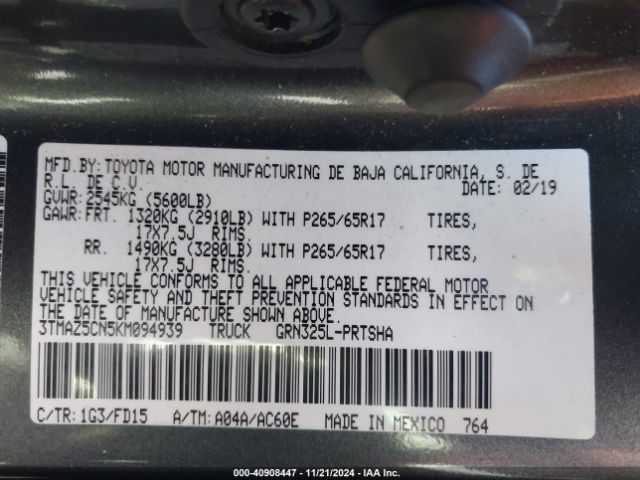 MFD.BY:TOYOTA MOTOR MANUFACTURING DE BAJA CALIFORNIA, S. DE
R.L. DE C.V. DATE: 02/19
GVWR:2545KG (5600LB)
GAWR:FRT. 1320KG (2910LB) WITH P265/65R17 TIRES,
17X7.5J RIMS.
RR. 1490KG (3280LB) WITH P265/65R17 TIRES,
17X7.5J RIMS.
THIS VEHICLE CONFORMS TO ALL APPLICABLE FEDERAL MOTOR
VEHICLE SAFETY AND THEFT PREVENTION STANDARDS IN EFFECT ON
THE DATE OF MANUFACTURE SHOWN ABOVE.
3TMAZ5CN5KM094939 TRUCK GRN325L-PRTSHA
C/TR:1G3/FD15 A/TM:A04A/AC60E MADE IN MEXICO 764
000-40908447 - 11/21/2024 - IAA Inc.